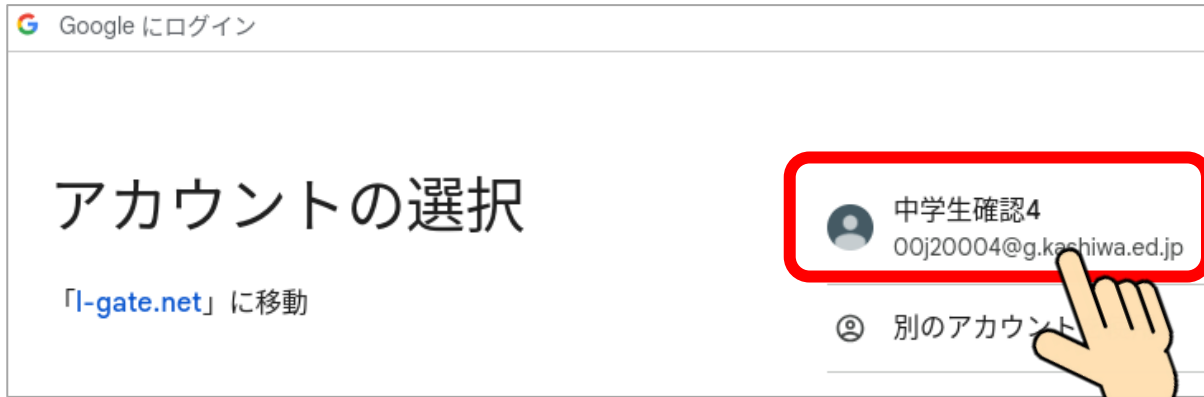 Google にログイン
アカウントの選択
「l-gate.net」に移動
中学生確認4
00j20004@g.kashiwa.ed.jp
別のアカウント